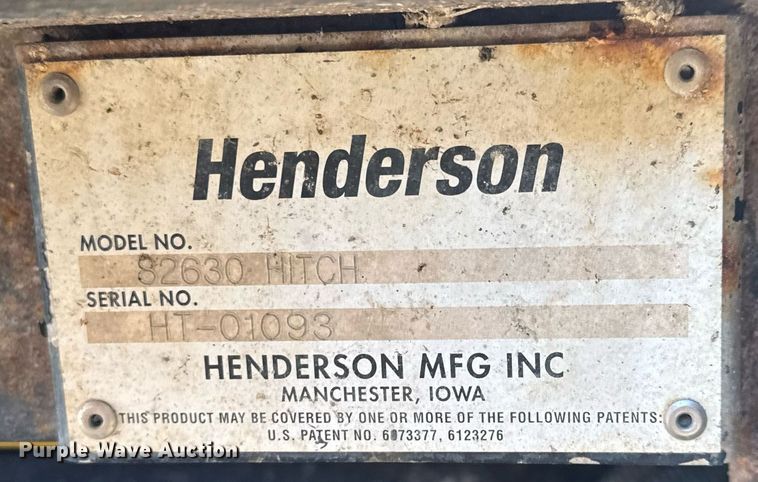 Henderson
MODEL NO.
S2630 HITCH
SERIAL NO.
HT-01093
HENDERSON MFG INC
MANCHESTER, IOWA
THIS PRODUCT MAY BE COVERED BY ONE OR MORE OF THE FOLLOWING PATENTS:
U.S. PATENT NO. 6073377, 6123276
Purple Wave Auction